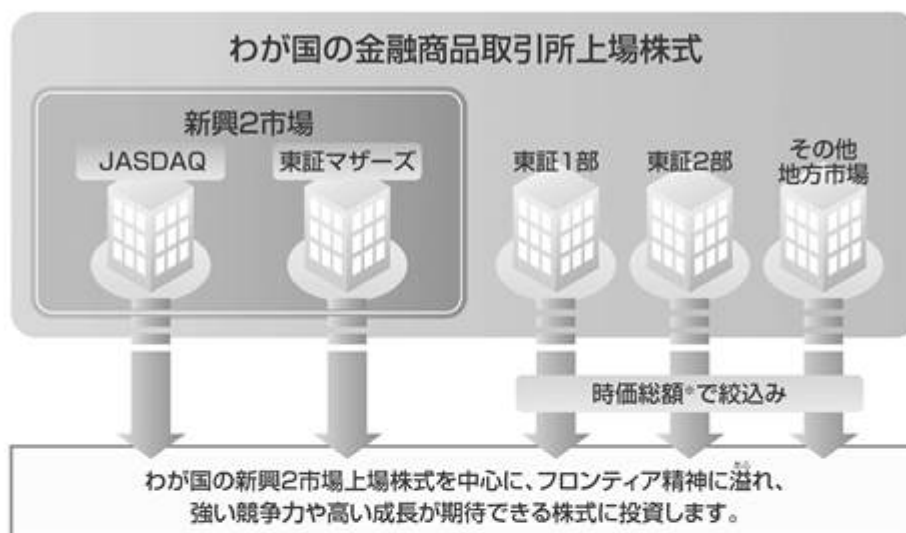 わが国の金融商品取引所上場株式
新興2市場
JASDAQ
東証マザーズ
東証1部
東証2部
その他
地方市場
時価総額※で絞込み
わが国の新興2市場上場株式を中心に、フロンティア精神に溢れ、
強い競争力や高い成長が期待できる株式に投資します。